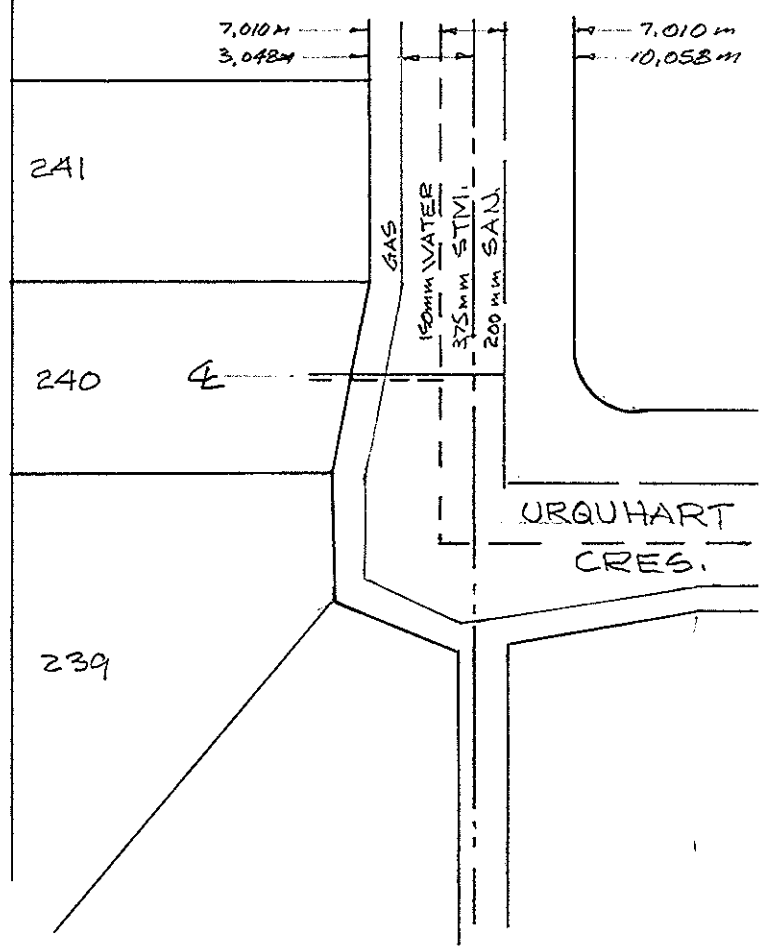 7,010 m
7.010 m
3,048m
10,058 m
241
GAS
150mm WATER
375mm STM.
200 mm SAN.
240
℄
URQUHART
CRES.
239